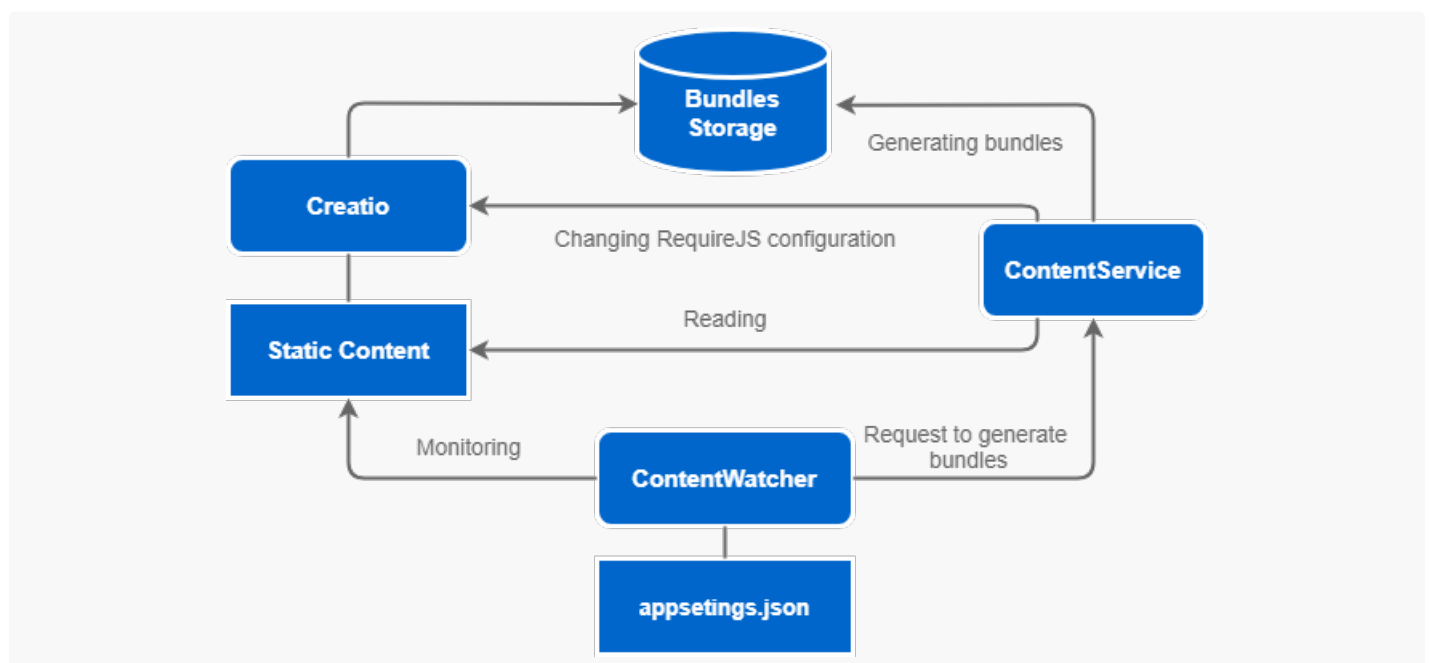 Bundles
Storage
Generating bundles
Creatio
Changing RequireJS configuration
ContentService
Reading
Static Content
Monitoring
Request to generate
bundles
ContentWatcher
appsetings.json